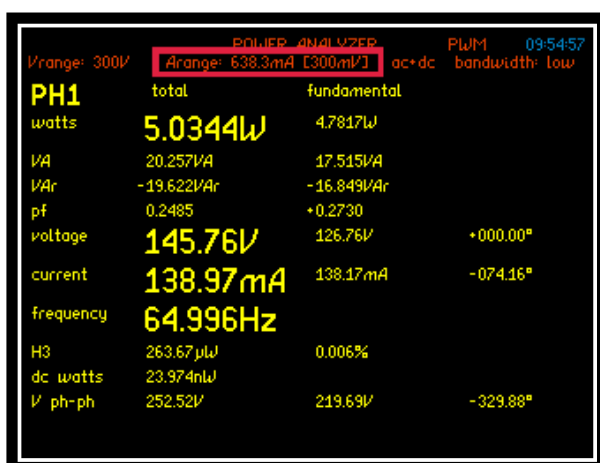 POWER ANALYZER PWM 09:54:57
Vrange: 300V Arange: 638.3mA [300mV] ac+dc bandwidth: low
PH1 total fundamental
watts 5.0344W 4.7817W
VA 20.257VA 17.515VA
VAr -19.622VAr -16.849VAr
pf 0.2485 +0.2730
voltage 145.76V 126.76V +000.00°
current 138.97mA 138.17mA -074.16°
frequency 64.996Hz
H3 263.67µW 0.006%
dc watts 23.974nW
V ph-ph 252.52V 219.69V -329.88°